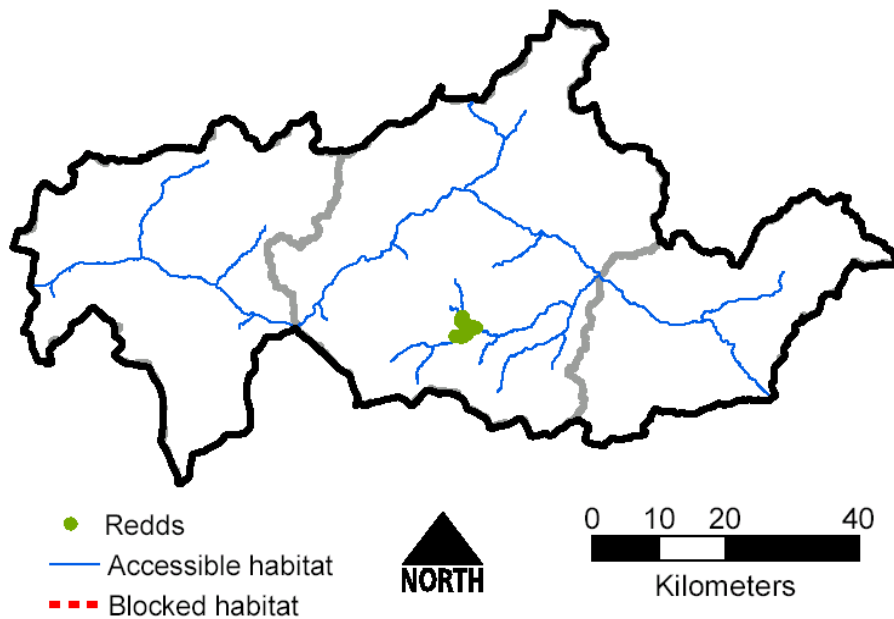 Redds
Accessible habitat
Blocked habitat
NORTH
0 10 20 40
Kilometers